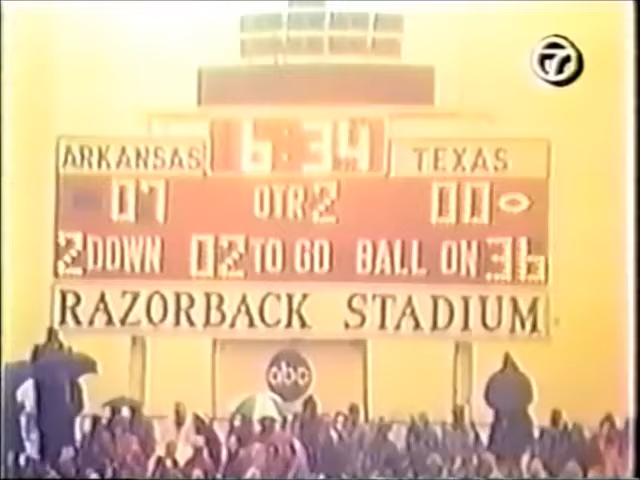 7
6:34
ARKANSAS TEXAS
07 QTR 2 00
2 DOWN 02 TO GO BALL ON 36
RAZORBACK STADIUM
abc